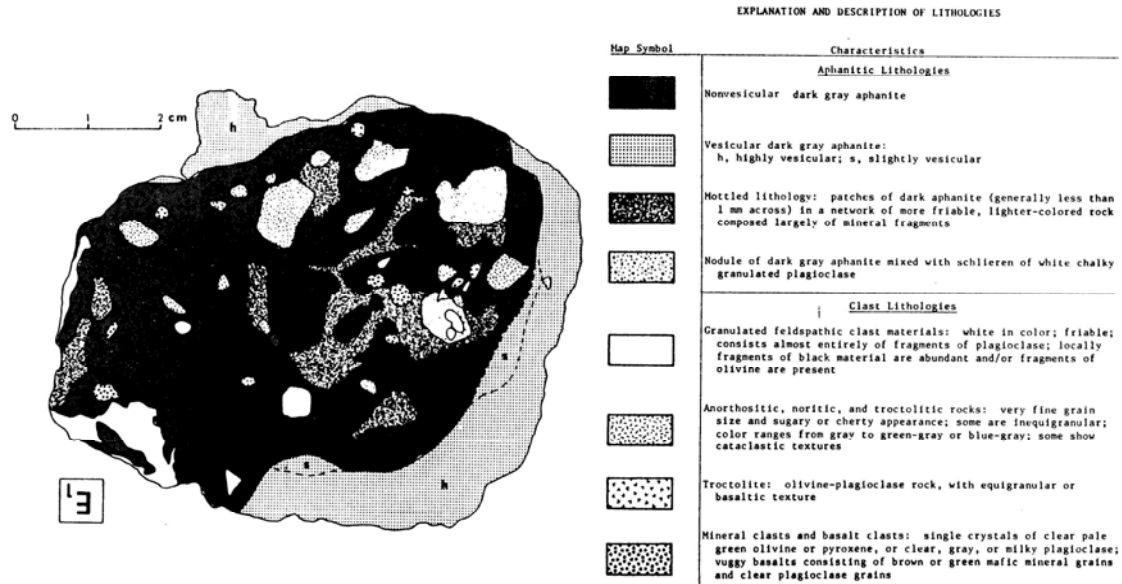 EXPLANATION AND DESCRIPTION OF LITHOLOGIES
Map Symbol
Characteristics
Aphanitic Lithologies
Nonvesicular dark gray aphanite
Vesicular dark gray aphanite:
h, highly vesicular; s, slightly vesicular
Mottled lithology: patches of dark aphanite (generally less than
1 mm across) in a network of more friable, lighter-colored rock
composed largely of mineral fragments
Nodule of dark gray aphanite mixed with schlieren of white chalky
granulated plagioclase
Clast Lithologies
Granulated feldspathic clast materials: white in color; friable;
consists almost entirely of fragments of plagioclase; locally
fragments of black material are abundant and/or fragments of
olivine are present
Anorthositic, noritic, and troctolitic rocks: very fine grain
size and sugary or cherty appearance; some are inequigranular;
color ranges from gray to green-gray or blue-gray; some show
cataclastic textures
Troctolite: olivine-plagioclase rock, with equigranular or
basaltic texture
Mineral clasts and basalt clasts: single crystals of clear pale
green olivine or pyroxene, or clear, gray, or milky plagioclase;
vuggy basalts consisting of brown or green mafic mineral grains
and clear plagioclase grains
0 1 2 cm
h
s
s
h
E1